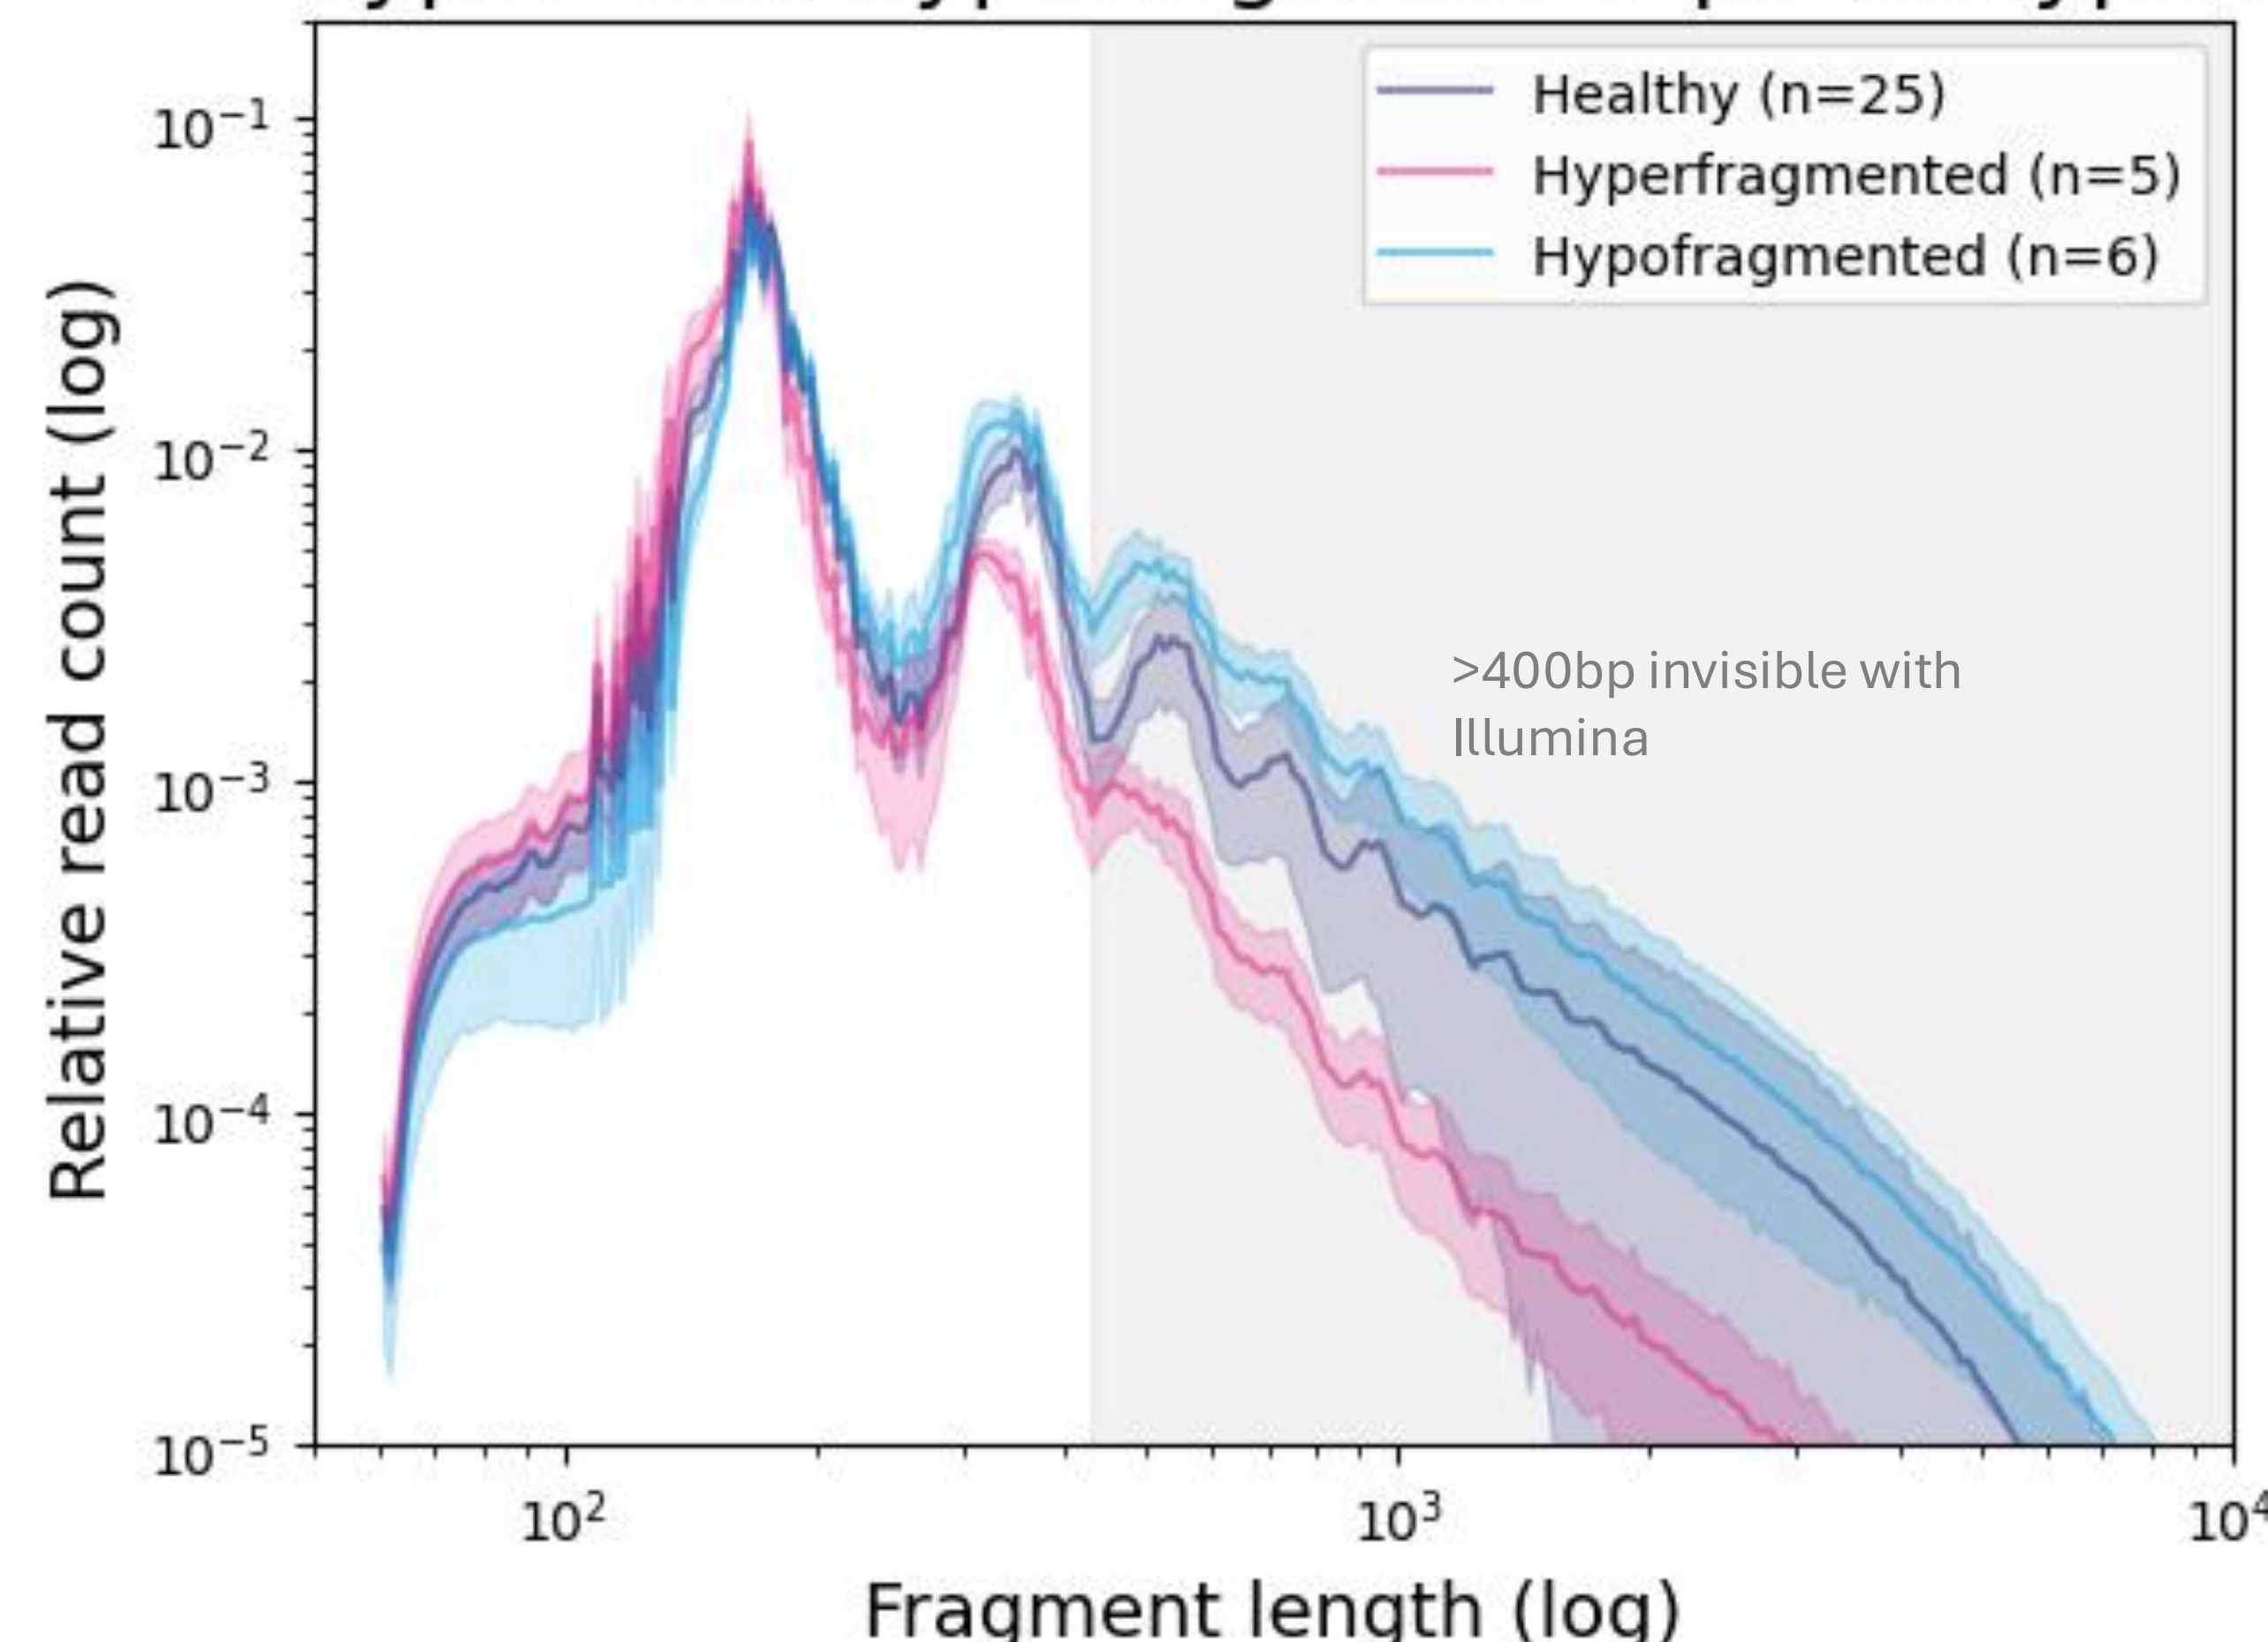 Healthy (n=25)
Hyperfragmented (n=5)
Hypofragmented (n=6)
>400bp invisible with
Illumina
Relative read count (log)
10⁻¹
10⁻²
10⁻³
10⁻⁴
10⁻⁵
10²
10³
10⁴
Fragment length (log)